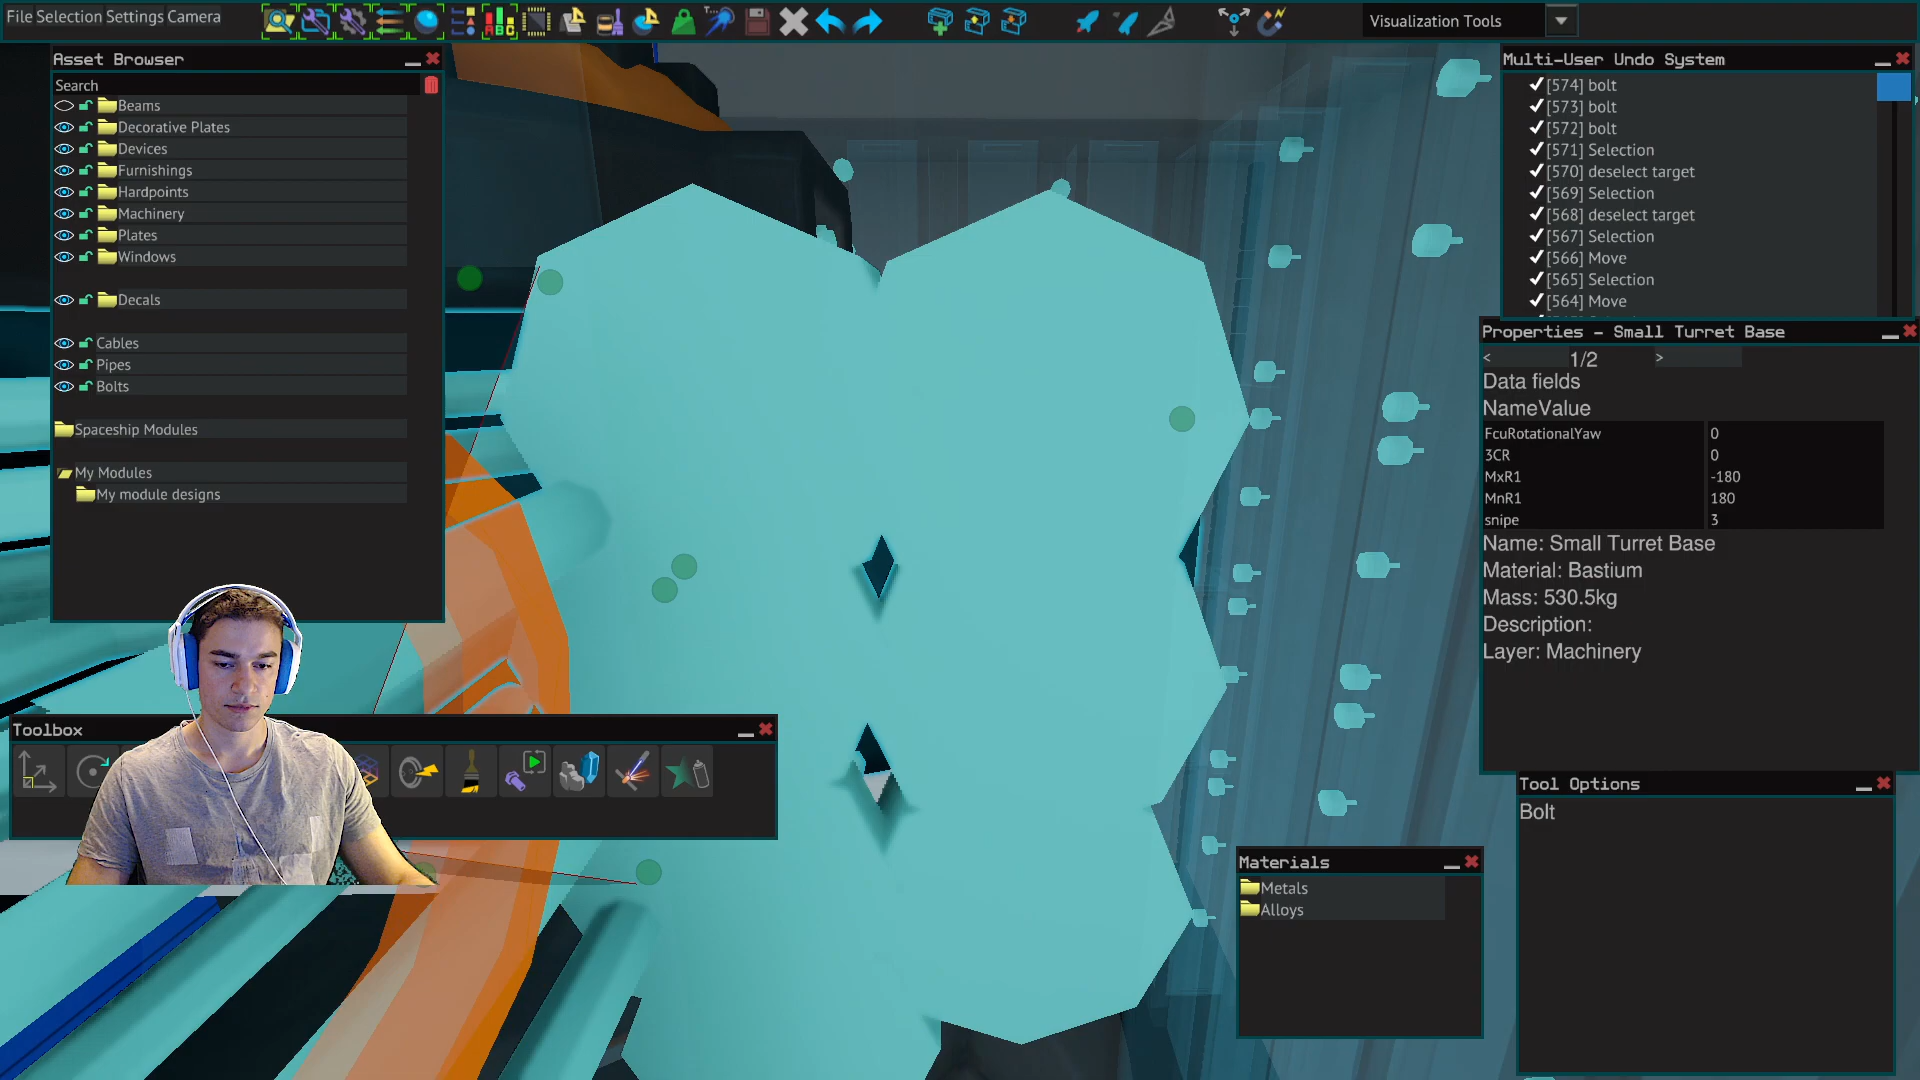 File Selection Settings Camera
Visualization Tools
Asset Browser
Search
Beams
Decorative Plates
Devices
Furnishings
Hardpoints
Machinery
Plates
Windows
Decals
Cables
Pipes
Bolts
Spaceship Modules
My Modules
My module designs
Toolbox
ABC
Multi-User Undo System
[574] bolt
[573] bolt
[572] bolt
[571] Selection
[570] deselect target
[569] Selection
[568] deselect target
[567] Selection
[566] Move
[565] Selection
[564] Move
Properties - Small Turret Base
< 1/2 >
Data fields
NameValue
FcuRotationalYaw 0
3CR 0
MxR1 -180
MnR1 180
snipe 3
Name: Small Turret Base
Material: Bastium
Mass: 530.5kg
Description:
Layer: Machinery
Tool Options
Bolt
Materials
Metals
Alloys